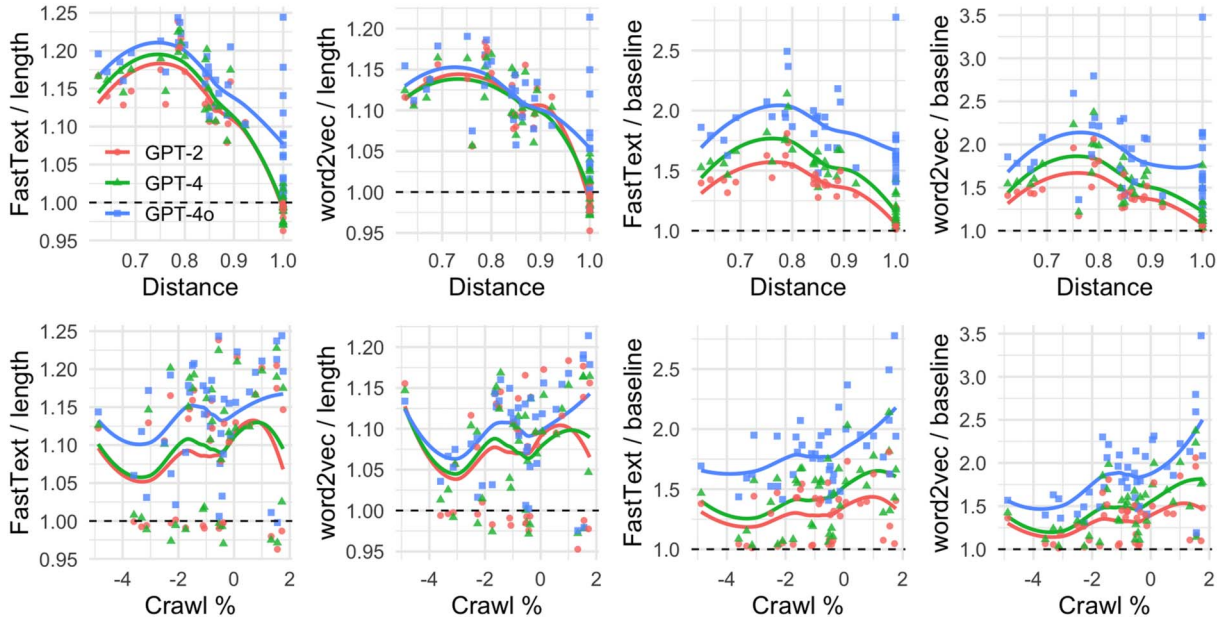 FastText / length
1.25
1.20
1.15
1.10
1.05
1.00
0.95
GPT-2
GPT-4
GPT-4o
0.7 0.8 0.9 1.0
Distance
word2vec / length
1.20
1.15
1.10
1.05
1.00
0.95
0.7 0.8 0.9 1.0
Distance
FastText / baseline
2.5
2.0
1.5
1.0
0.7 0.8 0.9 1.0
Distance
word2vec / baseline
3.5
3.0
2.5
2.0
1.5
1.0
0.7 0.8 0.9 1.0
Distance
FastText / length
1.25
1.20
1.15
1.10
1.05
1.00
0.95
-4 -2 0 2
Crawl %
word2vec / length
1.20
1.15
1.10
1.05
1.00
0.95
-4 -2 0 2
Crawl %
FastText / baseline
2.5
2.0
1.5
1.0
-4 -2 0 2
Crawl %
word2vec / baseline
3.5
3.0
2.5
2.0
1.5
1.0
-4 -2 0 2
Crawl %